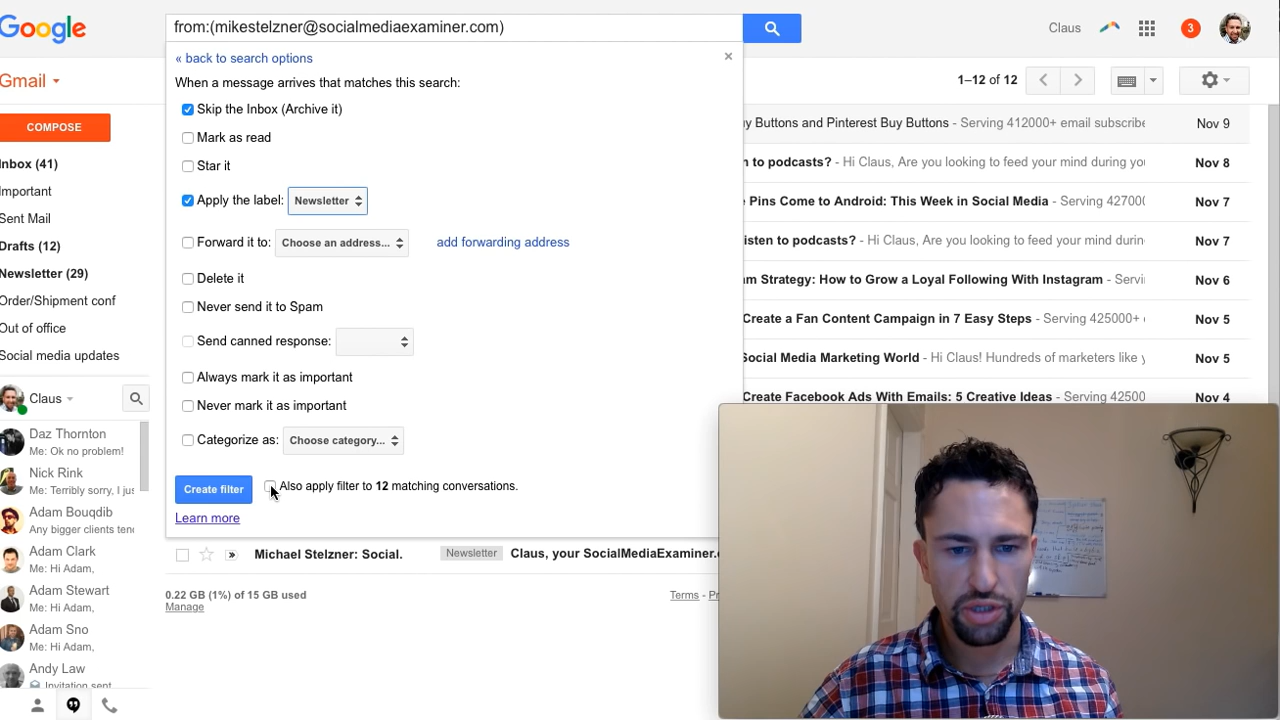 Google
from:(mikestelzner@socialmediaexaminer.com)
Claus
3
« back to search options
When a message arrives that matches this search:
Skip the Inbox (Archive it)
Mark as read
Star it
Apply the label: Newsletter
Forward it to: Choose an address... add forwarding address
Delete it
Never send it to Spam
Send canned response:
Always mark it as important
Never mark it as important
Categorize as: Choose category...
Create filter Also apply filter to 12 matching conversations.
Learn more
Gmail
COMPOSE
Inbox (41)
Important
Sent Mail
Drafts (12)
Newsletter (29)
Order/Shipment conf
Out of office
Social media updates
Claus
Daz Thornton
Me: Ok no problem!
Nick Rink
Me: Terribly sorry, I jus
Adam Bouqdib
Any bigger clients tend
Adam Clark
Me: Hi Adam,
Adam Stewart
Me: Hi Adam,
Adam Sno
Me: Hi Adam,
Andy Law
Invitation sent
1–12 of 12
y Buttons and Pinterest Buy Buttons - Serving 412000+ email subscribe Nov 9
n to podcasts? - Hi Claus, Are you looking to feed your mind during you Nov 8
e Pins Come to Android: This Week in Social Media - Serving 427000 Nov 7
isten to podcasts? - Hi Claus, Are you looking to feed your mind durin Nov 7
m Strategy: How to Grow a Loyal Following With Instagram - Servi Nov 6
Create a Fan Content Campaign in 7 Easy Steps - Serving 425000+ Nov 5
Social Media Marketing World - Hi Claus! Hundreds of marketers like y Nov 5
Create Facebook Ads With Emails: 5 Creative Ideas - Serving 42500 Nov 4
Michael Stelzner: Social. Newsletter Claus, your SocialMediaExaminer.c
0.22 GB (1%) of 15 GB used
Manage
Terms - Pr